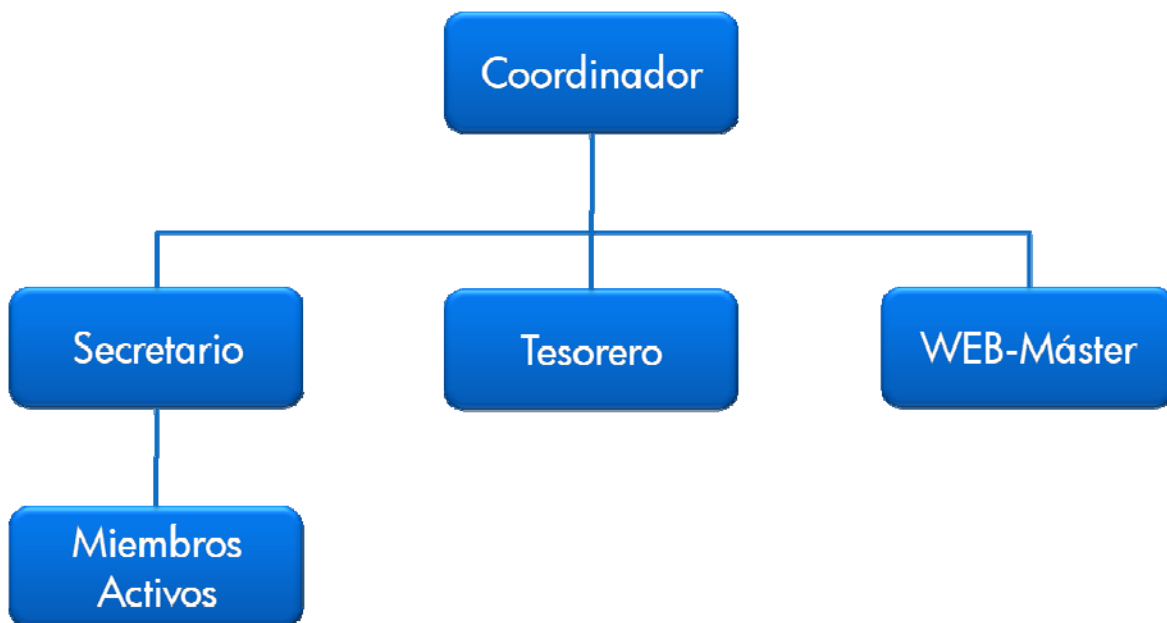 Coordinador
Secretario
Tesorero
WEB-Máster
Miembros
Activos